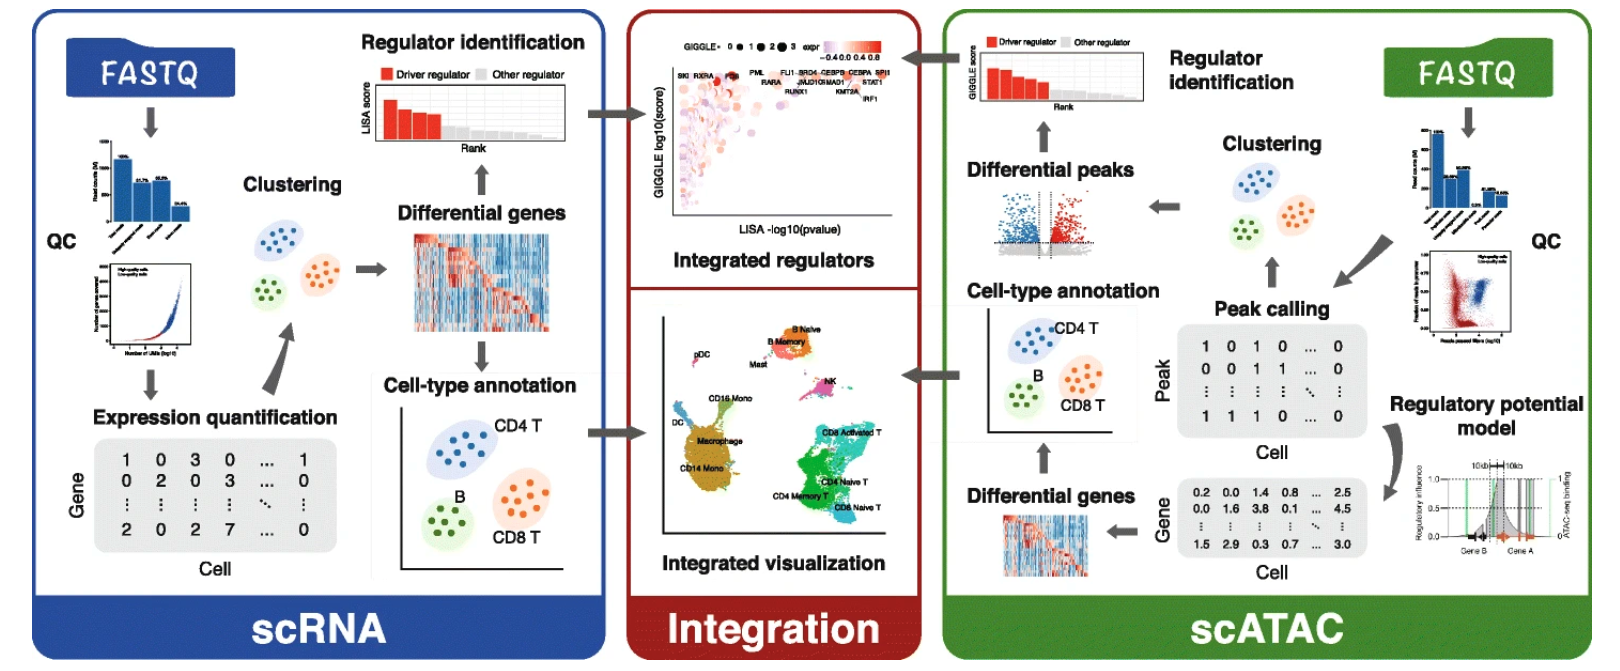 FASTQ
QC
Clustering
Expression quantification
Gene
1 0 3 0 ... 1
0 2 0 3 ... 0
2 0 2 7 ... 0
Cell
Regulator identification
Driver regulator
Other regulator
LISA score
Rank
Differential genes
Cell-type annotation
CD4 T
B
CD8 T
scRNA
GIGGLE- 0 1 2 3 expr
-0.4 0.0 0.4 0.8
GIGGLE log10(score)
SKI RXRA
PML
RARA
FLI1
RUNX1
KMT2A
STAT1
IRF1
LISA -log10(pvalue)
Integrated regulators
B Naive
B Memory
pDC
Mast
NK
CD16 Mono
DC
Macrophage
CD14 Mono
CD8 Activated T
CD4 Naive T
CD4 Memory T
CD8 Naive T
Integrated visualization
Integration
GIGGLE score
Driver regulator
Other regulator
Rank
Regulator
identification
FASTQ
Differential peaks
Clustering
QC
Cell-type annotation
CD4 T
B
CD8 T
Peak calling
Peak
1 0 1 0 ... 0
0 0 1 1 ... 0
1 1 1 0 ... 0
Cell
Regulatory potential
model
10kb
10kb
Regulatory influence
1.0
0.5
0.0
ATAC-seq binding
1
0
Gene B
Gene A
Differential genes
Gene
0.2 0.0 1.4 0.8 ... 2.5
0.0 1.6 3.8 0.1 ... 4.5
1.5 2.9 0.3 0.7 ... 3.0
Cell
scATAC